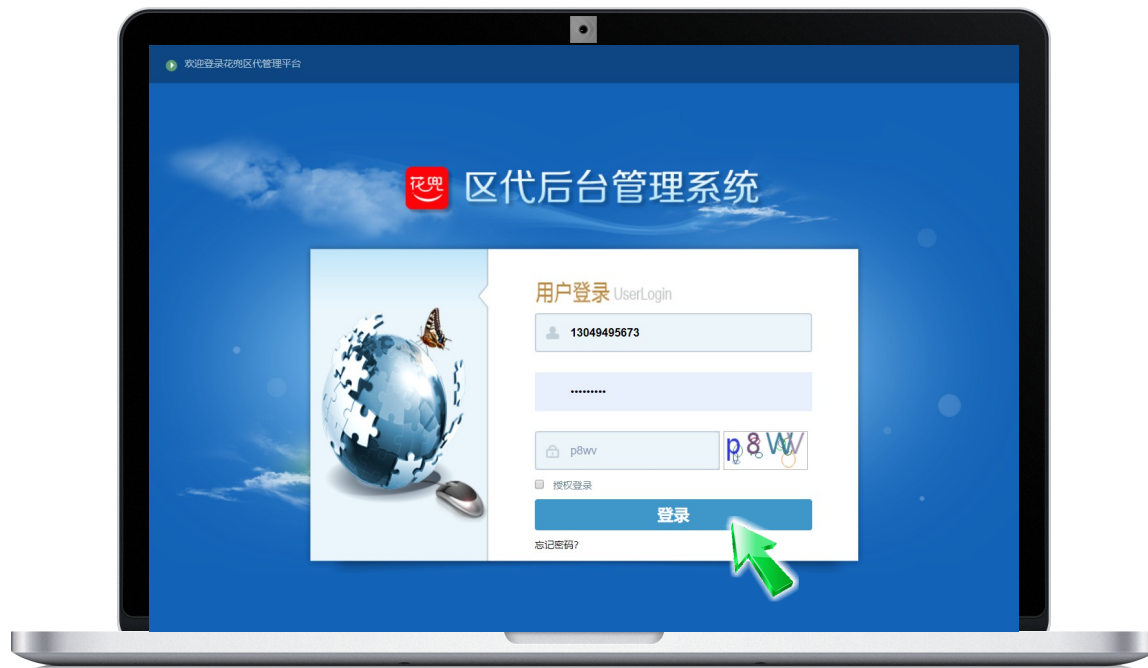 欢迎登录花兜区代管理平台
花兜 区代后台管理系统
用户登录 UserLogin
13049495673
•••••••••
p8wv p8WV
授权登录
登录
忘记密码?